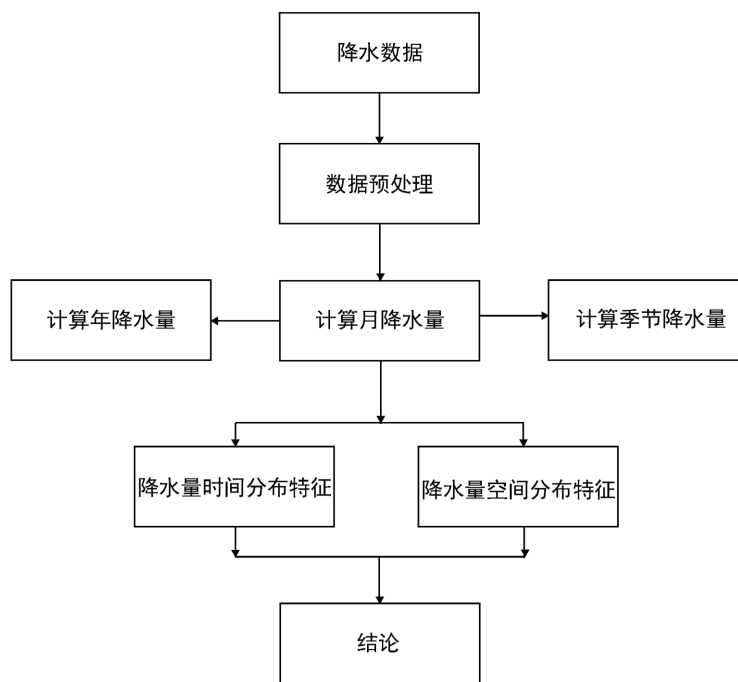 降水数据
数据预处理
计算年降水量
计算月降水量
计算季节降水量
降水量时间分布特征
降水量空间分布特征
结论